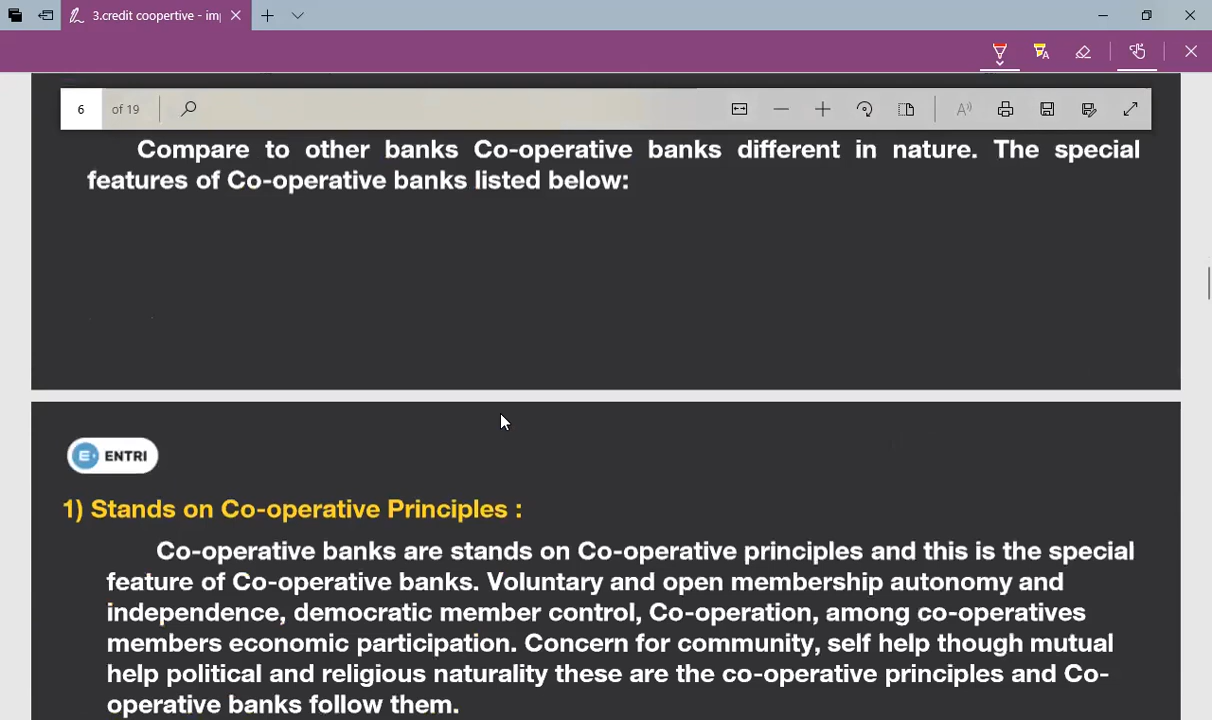 3.credit coopertive - imp
6 of 19
Compare to other banks Co-operative banks different in nature. The special
features of Co-operative banks listed below:
ENTRI
1) Stands on Co-operative Principles :
Co-operative banks are stands on Co-operative principles and this is the special
feature of Co-operative banks. Voluntary and open membership autonomy and
independence, democratic member control, Co-operation, among co-operatives
members economic participation. Concern for community, self help though mutual
help political and religious naturality these are the co-operative principles and Co-
operative banks follow them.